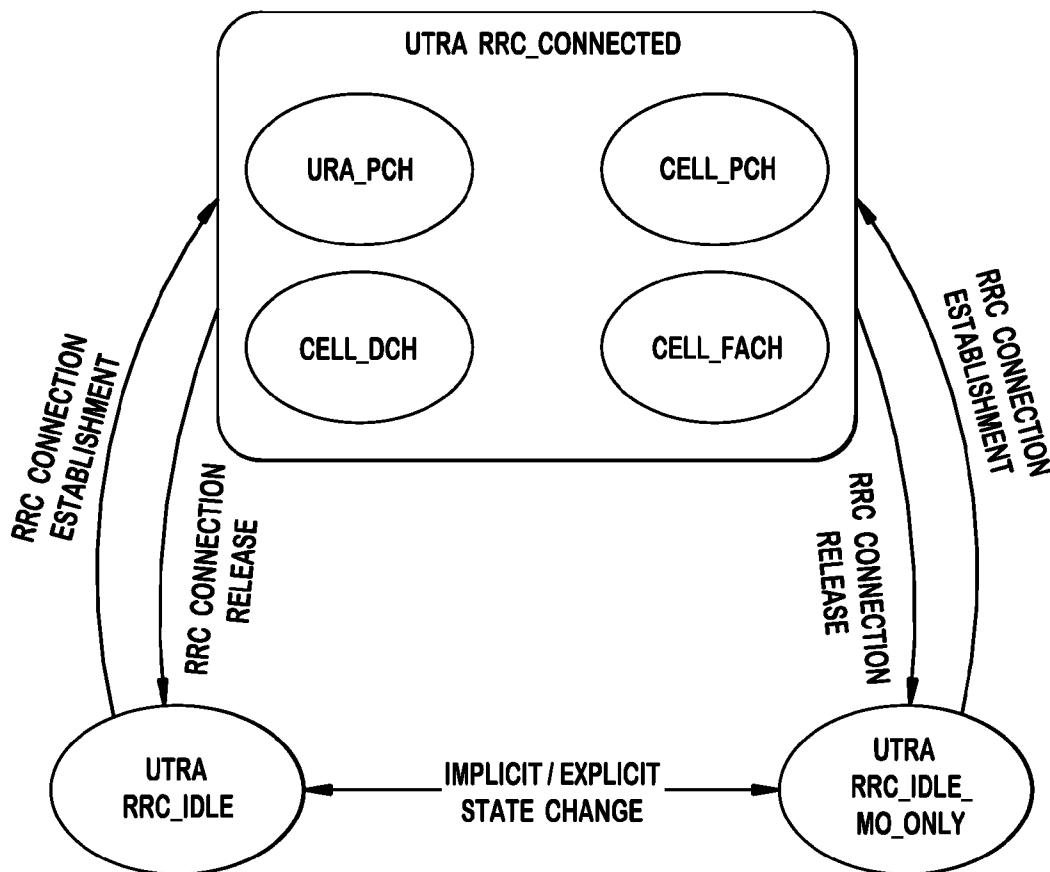 UTRA RRC_CONNECTED
URA_PCH
CELL_PCH
CELL_DCH
CELL_FACH
RRC CONNECTION
ESTABLISHMENT
RRC CONNECTION
RELEASE
RRC CONNECTION
RELEASE
RRC CONNECTION
ESTABLISHMENT
UTRA
RRC_IDLE
IMPLICIT / EXPLICIT
STATE CHANGE
UTRA
RRC_IDLE_
MO_ONLY